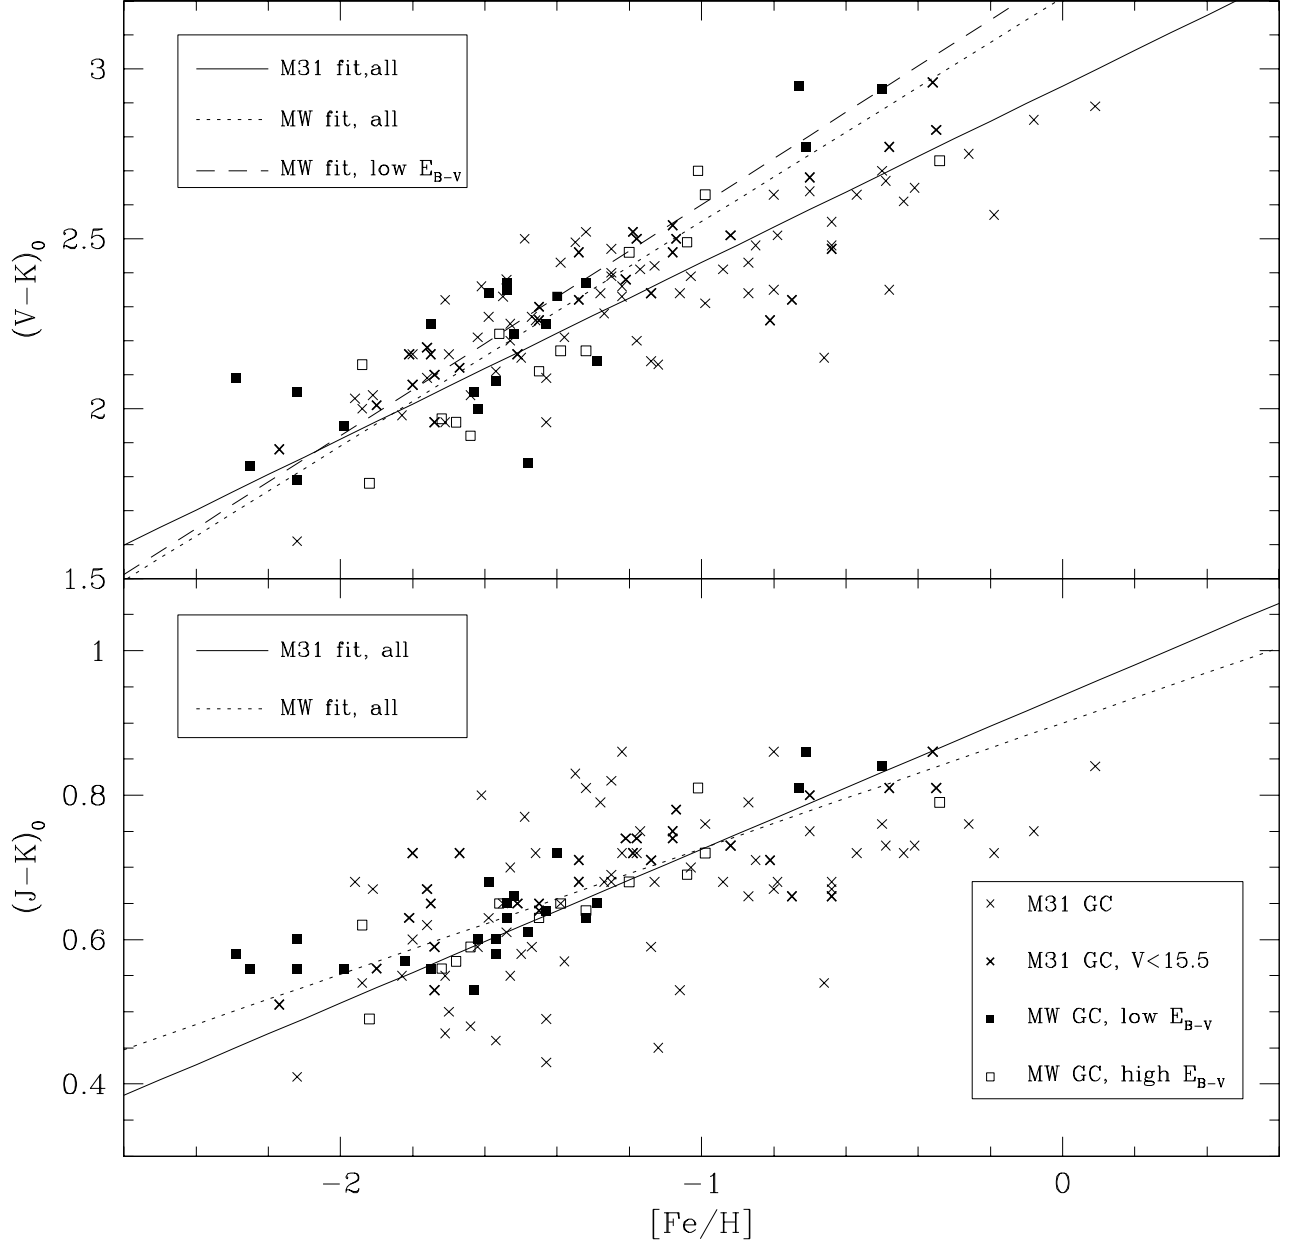 3
2.5
2
1.5
(V−K)₀
M31 fit,all
MW fit, all
MW fit, low E_B−V
1
0.8
0.6
0.4
(J−K)₀
M31 fit, all
MW fit, all
M31 GC
M31 GC, V<15.5
MW GC, low E_B−V
MW GC, high E_B−V
−2
−1
0
[Fe/H]